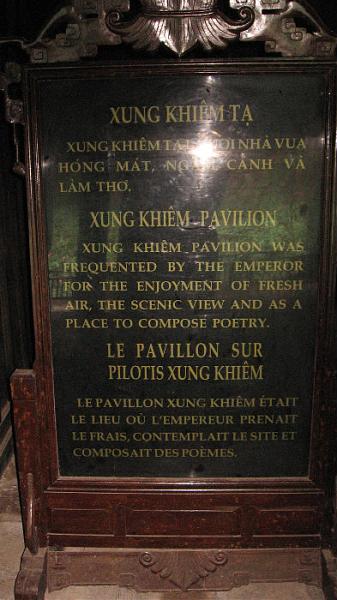 XUNG KHIÊM TẠ
XUNG KHIÊM TẠ NƠI NHÀ VUA
HÓNG MÁT, CẢNH VÀ
LÀM THƠ.
XUNG KHIÊM PAVILION
XUNG KHIÊM PAVILION WAS
FREQUENTED BY THE EMPEROR
FOR THE ENJOYMENT OF FRESH
AIR, THE SCENIC VIEW AND AS A
PLACE TO COMPOSE POETRY.
LE PAVILLON SUR
PILOTIS XUNG KHIÊM
LE PAVILLON XUNG KHIÊM ÉTAIT
LE LIEU OÙ L'EMPEREUR PRENAIT
LE FRAIS, CONTEMPLAIT LE SITE ET
COMPOSAIT DES POÈMES.